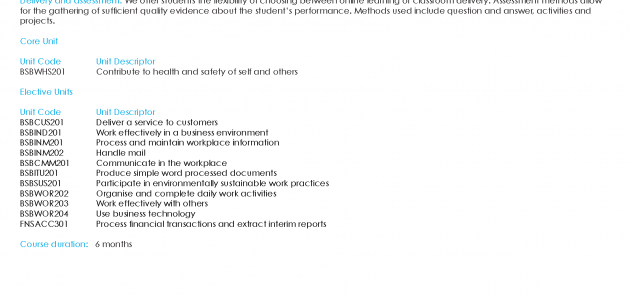 Delivery and assessment: We offer students the flexibility of choosing between online learning or classroom delivery. Assessment methods allow
for the gathering of sufficient quality evidence about the student's performance. Methods used include question and answer, activities and
projects.
Core Unit
Unit Code Unit Descriptor
BSBWHS201 Contribute to health and safety of self and others
Elective Units
Unit Code Unit Descriptor
BSBCUS201 Deliver a service to customers
BSBIND201 Work effectively in a business environment
BSBINM201 Process and maintain workplace information
BSBINM202 Handle mail
BSBCMM201 Communicate in the workplace
BSBITU201 Produce simple word processed documents
BSBSUS201 Participate in environmentally sustainable work practices
BSBWOR202 Organise and complete daily work activities
BSBWOR203 Work effectively with others
BSBWOR204 Use business technology
FNSACC301 Process financial transactions and extract interim reports
Course duration: 6 months